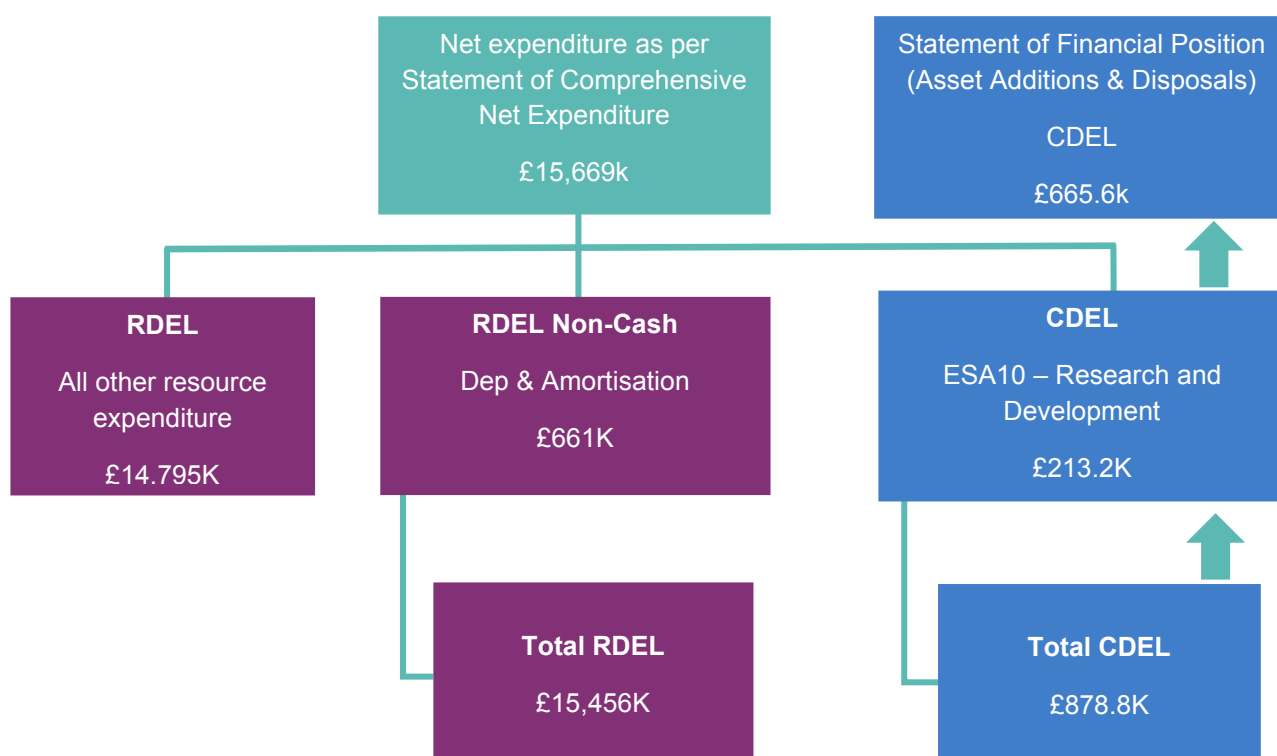 Net expenditure as per
Statement of Comprehensive
Net Expenditure
£15,669k
Statement of Financial Position
(Asset Additions & Disposals)
CDEL
£665.6k
RDEL
All other resource
expenditure
£14.795K
RDEL Non-Cash
Dep & Amortisation
£661K
CDEL
ESA10 – Research and
Development
£213.2K
Total RDEL
£15,456K
Total CDEL
£878.8K